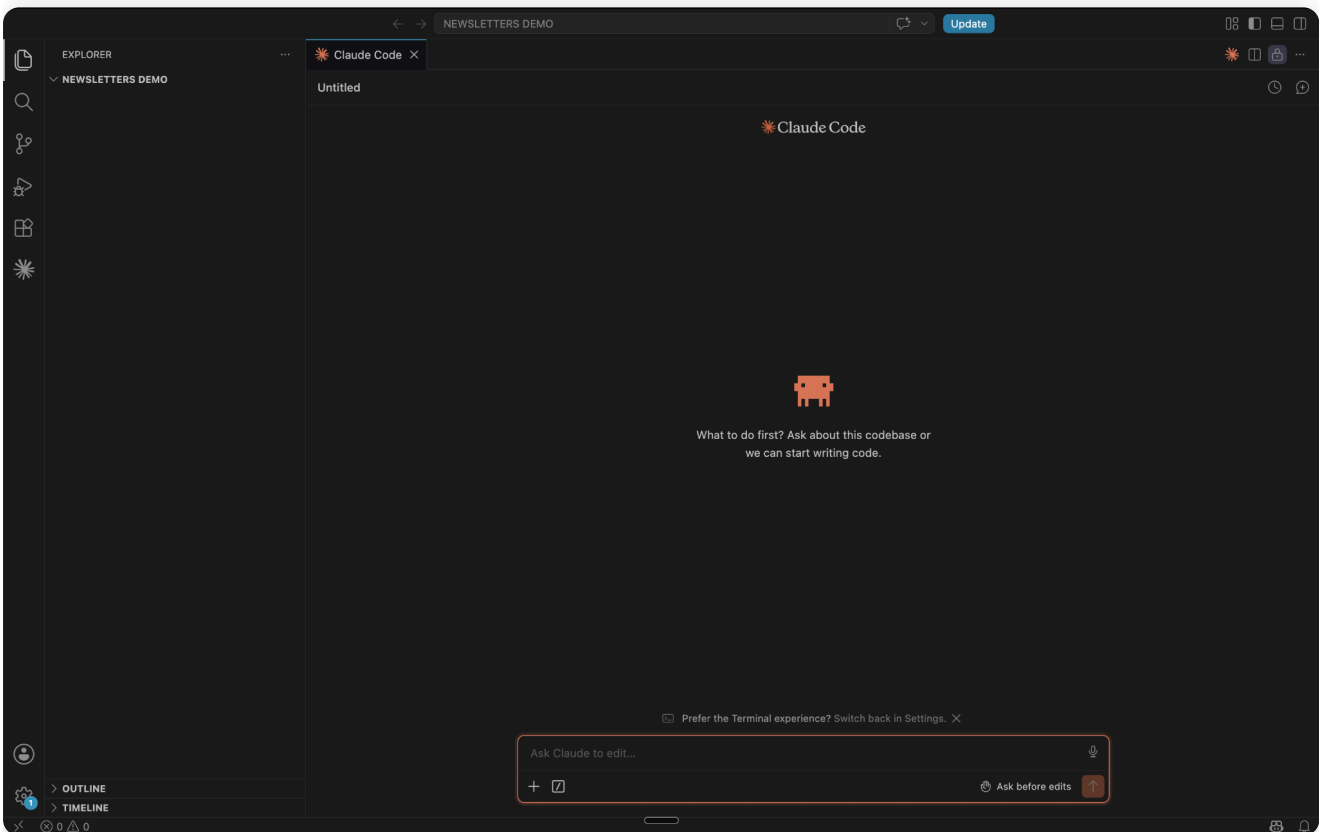 NEWSLETTERS DEMO
Update
EXPLORER
Claude Code
NEWSLETTERS DEMO
Untitled
Claude Code
What to do first? Ask about this codebase or
we can start writing code.
Prefer the Terminal experience? Switch back in Settings.
Ask Claude to edit...
Ask before edits
OUTLINE
1
TIMELINE
0 0